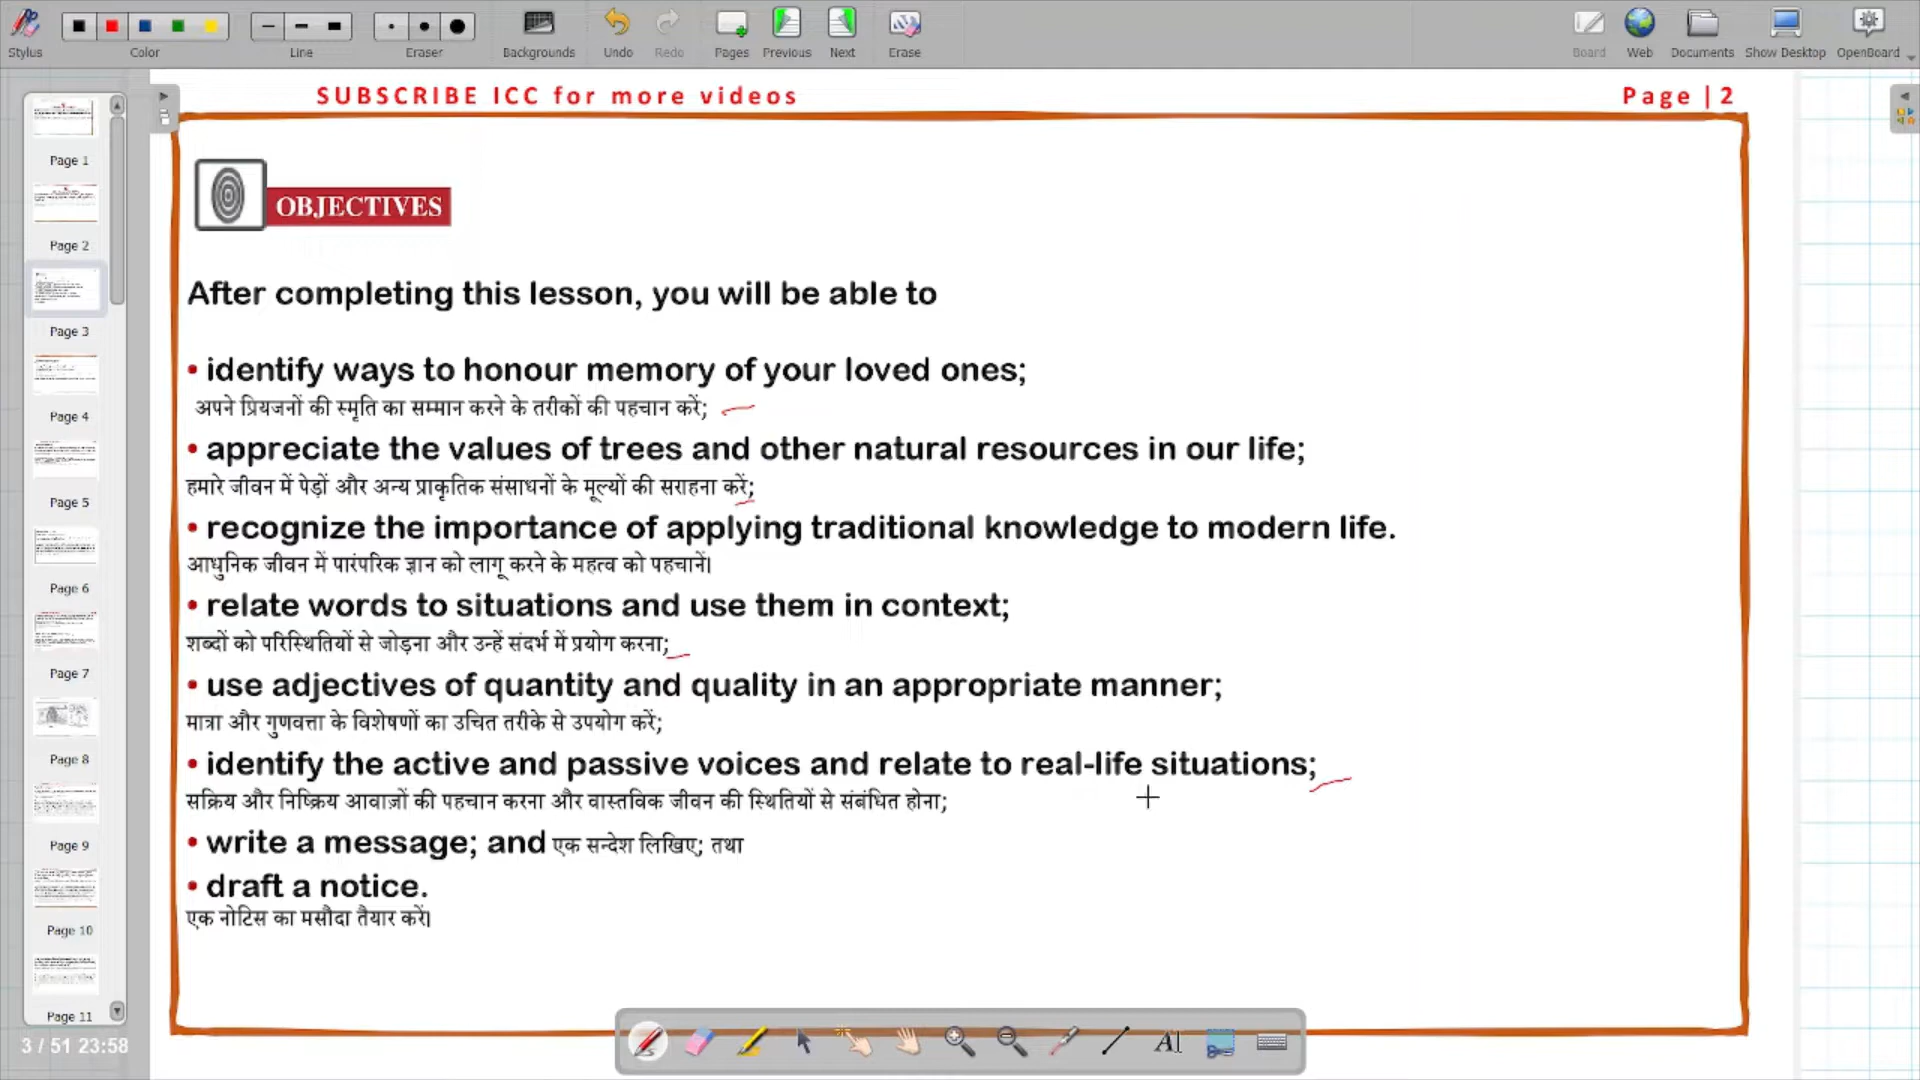 Stylus
Color
Line
Eraser
Backgrounds
Undo
Redo
Pages
Previous
Next
Erase
Board
Web
Documents
Show Desktop
OpenBoard
SUBSCRIBE ICC for more videos
Page | 2
OBJECTIVES
After completing this lesson, you will be able to
• identify ways to honour memory of your loved ones;
अपने प्रियजनों की स्मृति का सम्मान करने के तरीकों की पहचान करें;
• appreciate the values of trees and other natural resources in our life;
हमारे जीवन में पेड़ों और अन्य प्राकृतिक संसाधनों के मूल्यों की सराहना करें;
• recognize the importance of applying traditional knowledge to modern life.
आधुनिक जीवन में पारंपरिक ज्ञान को लागू करने के महत्व को पहचानें।
• relate words to situations and use them in context;
शब्दों को परिस्थितियों से जोड़ना और उन्हें संदर्भ में प्रयोग करना;
• use adjectives of quantity and quality in an appropriate manner;
मात्रा और गुणवत्ता के विशेषणों का उचित तरीके से उपयोग करें;
• identify the active and passive voices and relate to real-life situations;
सक्रिय और निष्क्रिय आवाज़ों की पहचान करना और वास्तविक जीवन की स्थितियों से संबंधित होना;
• write a message; and एक सन्देश लिखिए; तथा
• draft a notice.
एक नोटिस का मसौदा तैयार करें।
Page 1
Page 2
Page 3
Page 4
Page 5
Page 6
Page 7
Page 8
Page 9
Page 10
Page 11
3 / 51 23:58